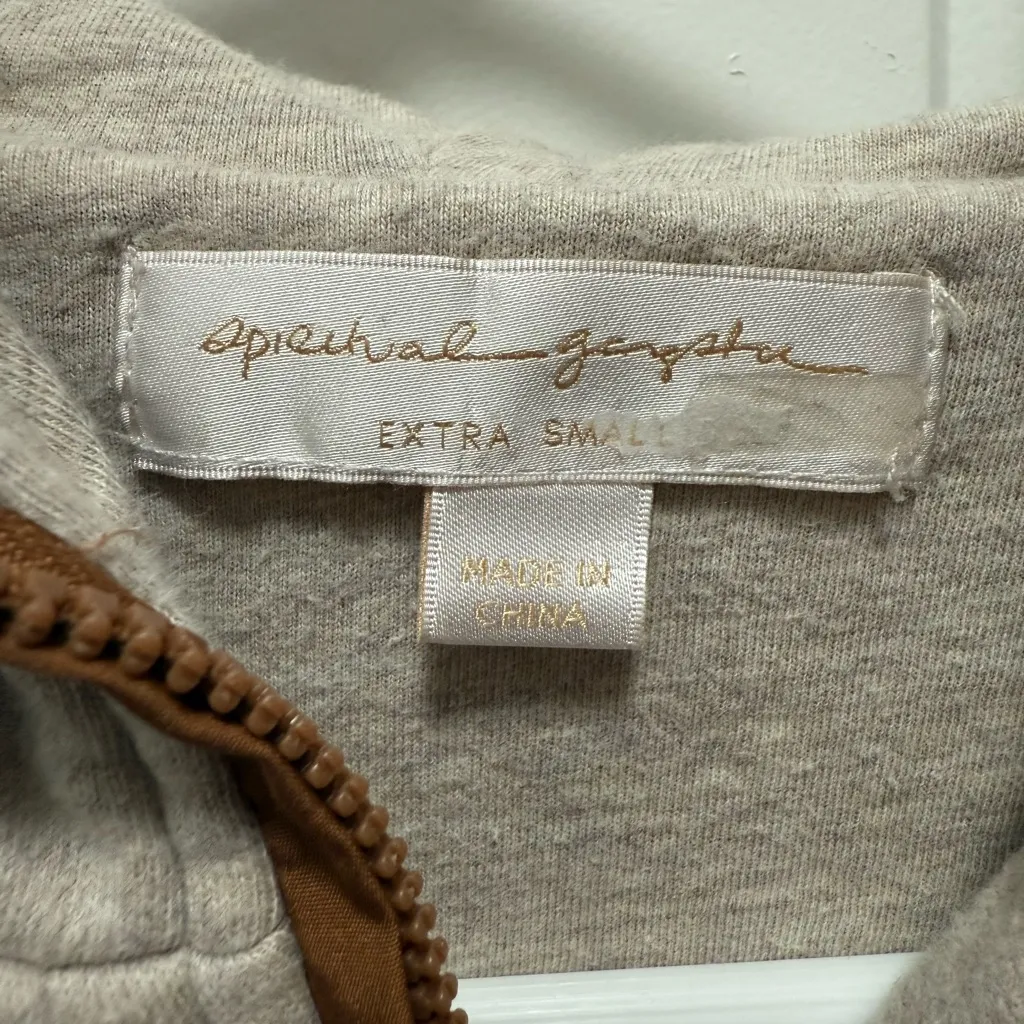 spiritual gangster
EXTRA SMALL
MADE IN
CHINA